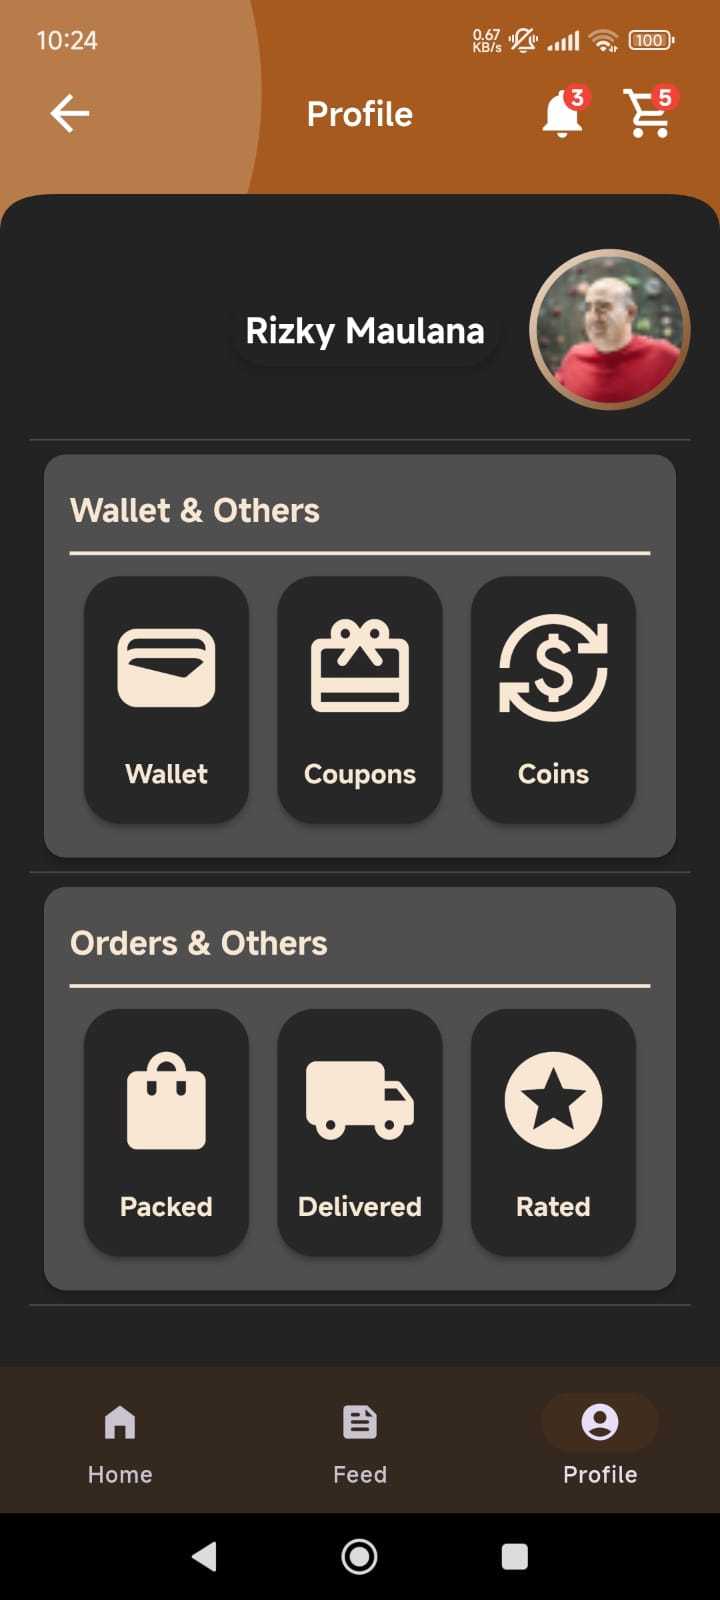 10:24
0.67
KB/s
100
Profile
3
5
Rizky Maulana
Wallet & Others
Wallet
Coupons
Coins
Orders & Others
Packed
Delivered
Rated
Home
Feed
Profile